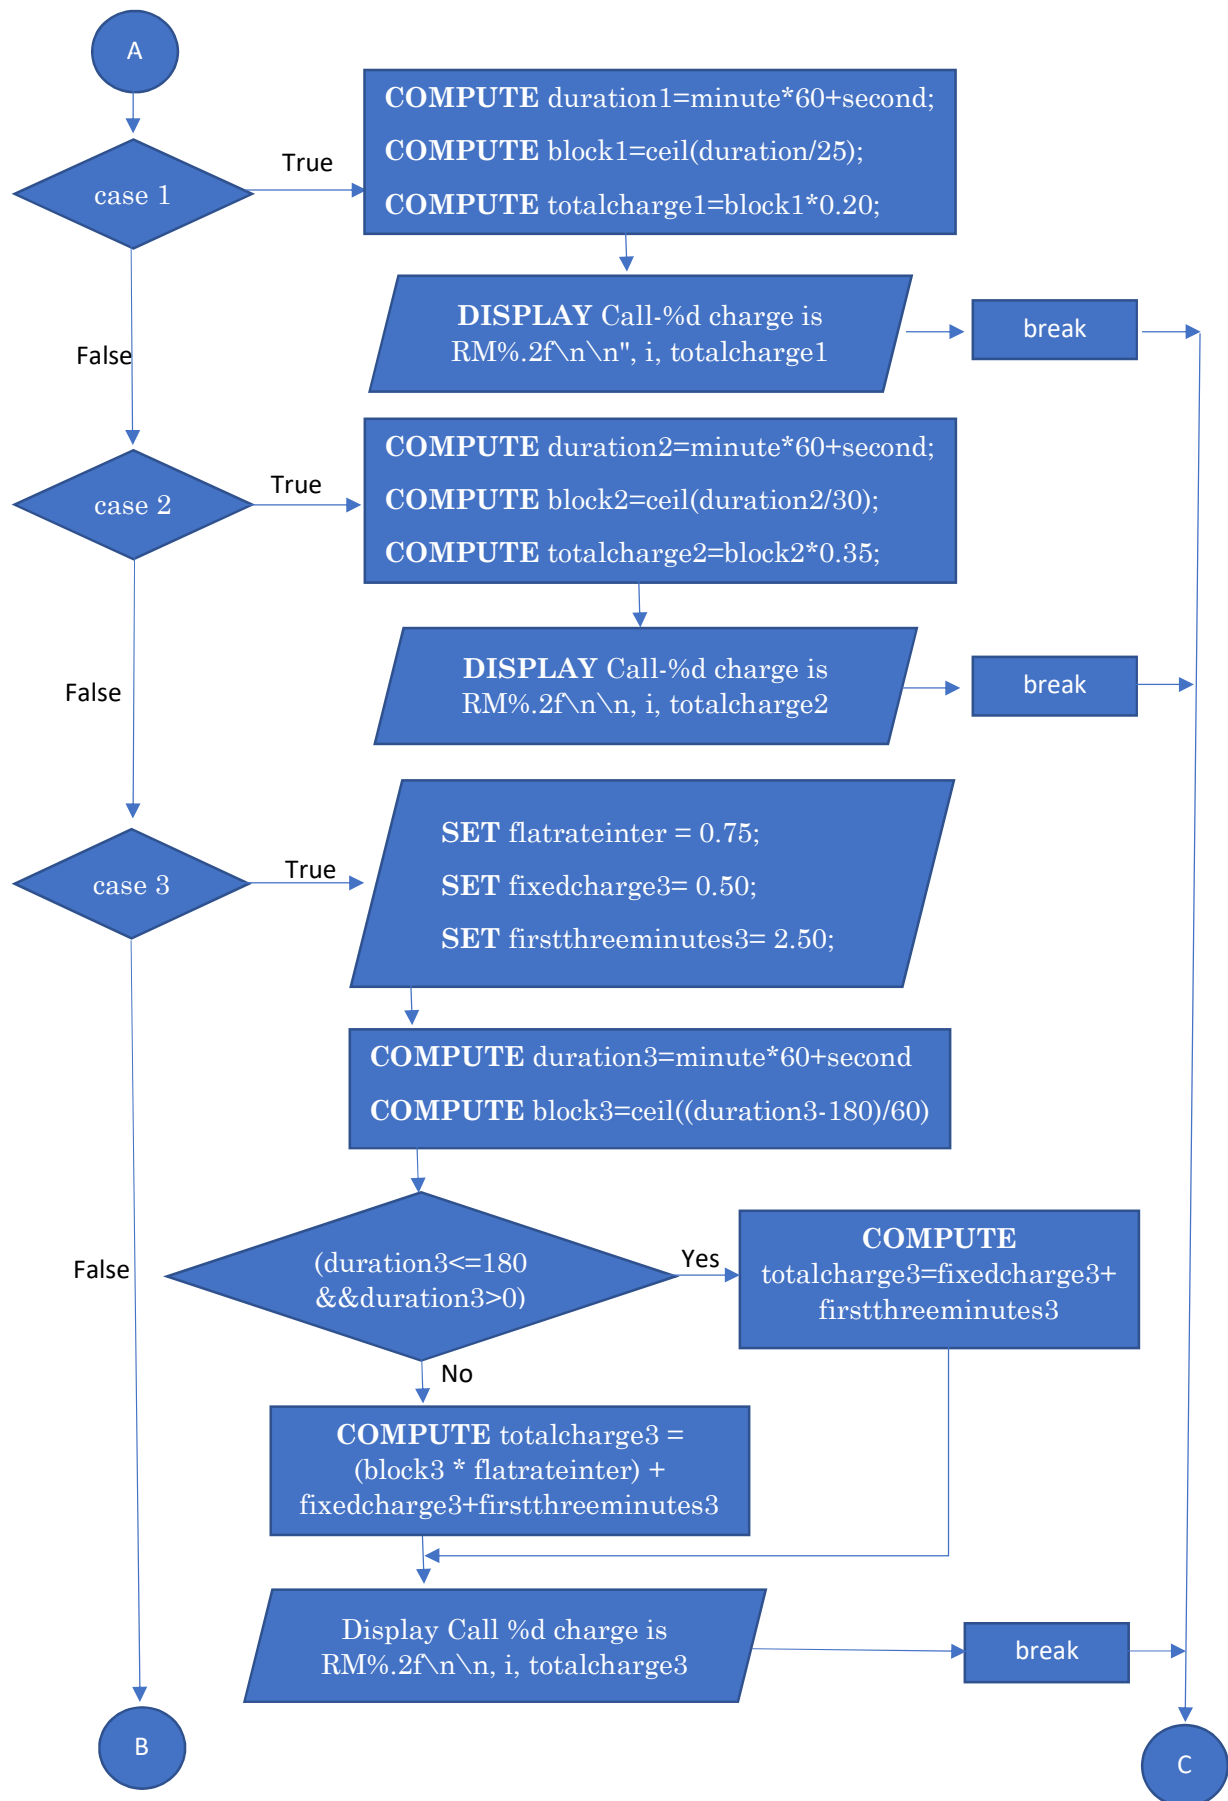 A
COMPUTE duration1=minute*60+second;
COMPUTE block1=ceil(duration/25);
COMPUTE totalcharge1=block1*0.20;
True
case 1
DISPLAY Call-%d charge is
RM%.2f\n\n", i, totalcharge1
break
False
COMPUTE duration2=minute*60+second;
COMPUTE block2=ceil(duration2/30);
COMPUTE totalcharge2=block2*0.35;
True
case 2
DISPLAY Call-%d charge is
RM%.2f\n\n, i, totalcharge2
break
False
SET flatrateinter = 0.75;
SET fixedcharge3= 0.50;
SET firstthreeminutes3= 2.50;
True
case 3
COMPUTE duration3=minute*60+second
COMPUTE block3=ceil((duration3-180)/60)
(duration3<=180
&&duration3>0)
Yes
COMPUTE
totalcharge3=fixedcharge3+
firstthreeminutes3
False
No
COMPUTE totalcharge3 =
(block3 * flatrateinter) +
fixedcharge3+firstthreeminutes3
Display Call %d charge is
RM%.2f\n\n, i, totalcharge3
break
B
C